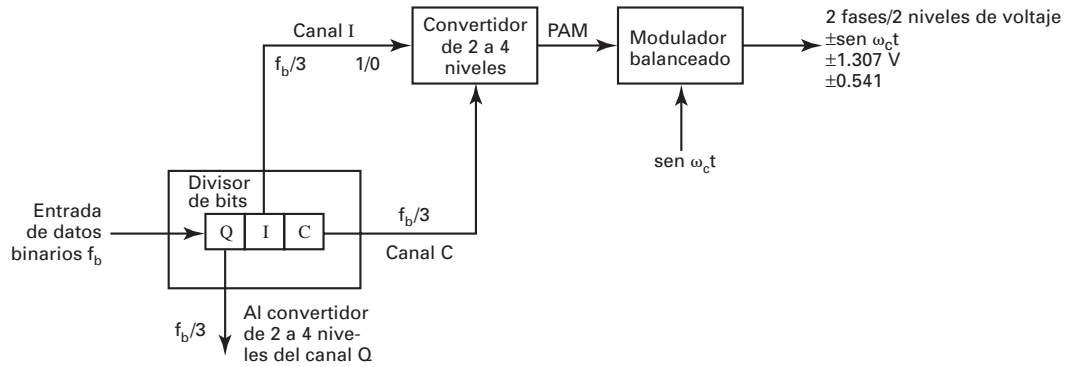 Canal I
f_b/3
1/0
Convertidor
de 2 a 4
niveles
PAM
Modulador
balanceado
2 fases/2 niveles de voltaje
±sen ω_ct
±1.307 V
±0.541
sen ω_ct
Divisor
de bits
Q I C
Entrada
de datos
binarios f_b
f_b/3
Canal C
f_b/3
Al convertidor
de 2 a 4 nive-
les del canal Q